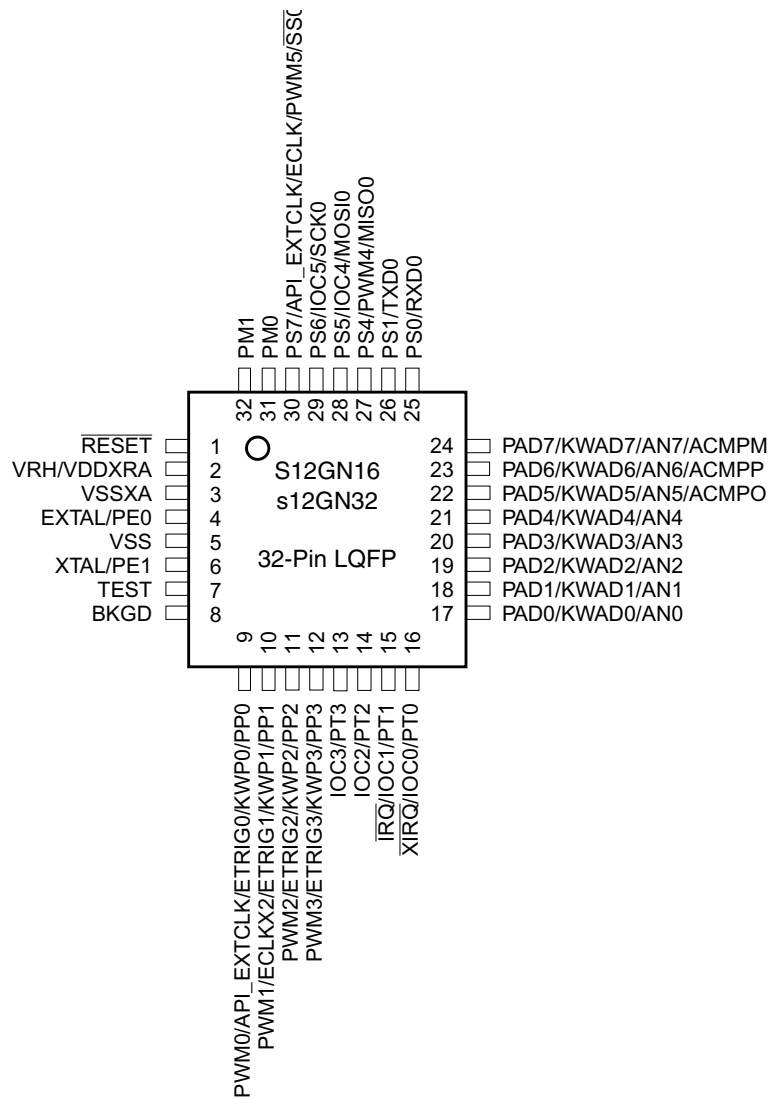 PS7/API_EXTCLK/ECLK/PWM5/SS0
PS6/IOC5/SCK0
PS5/IOC4/MOSI0
PS4/PWM4/MISO0
PS1/TXD0
PS0/RXD0
PM1
PM0
32
31
30
29
28
27
26
25
RESET
1
VRH/VDDXRA
2
VSSXA
3
EXTAL/PE0
4
VSS
5
XTAL/PE1
6
TEST
7
BKGD
8
S12GN16
s12GN32
32-Pin LQFP
24
PAD7/KWAD7/AN7/ACMPM
23
PAD6/KWAD6/AN6/ACMPP
22
PAD5/KWAD5/AN5/ACMPO
21
PAD4/KWAD4/AN4
20
PAD3/KWAD3/AN3
19
PAD2/KWAD2/AN2
18
PAD1/KWAD1/AN1
17
PAD0/KWAD0/AN0
9
10
11
12
13
14
15
16
PWM0/API_EXTCLK/ETRIG0/KWP0/PP0
PWM1/ECLKX2/ETRIG1/KWP1/PP1
PWM2/ETRIG2/KWP2/PP2
PWM3/ETRIG3/KWP3/PP3
IOC3/PT3
IOC2/PT2
IRQ/IOC1/PT1
XIRQ/IOC0/PT0